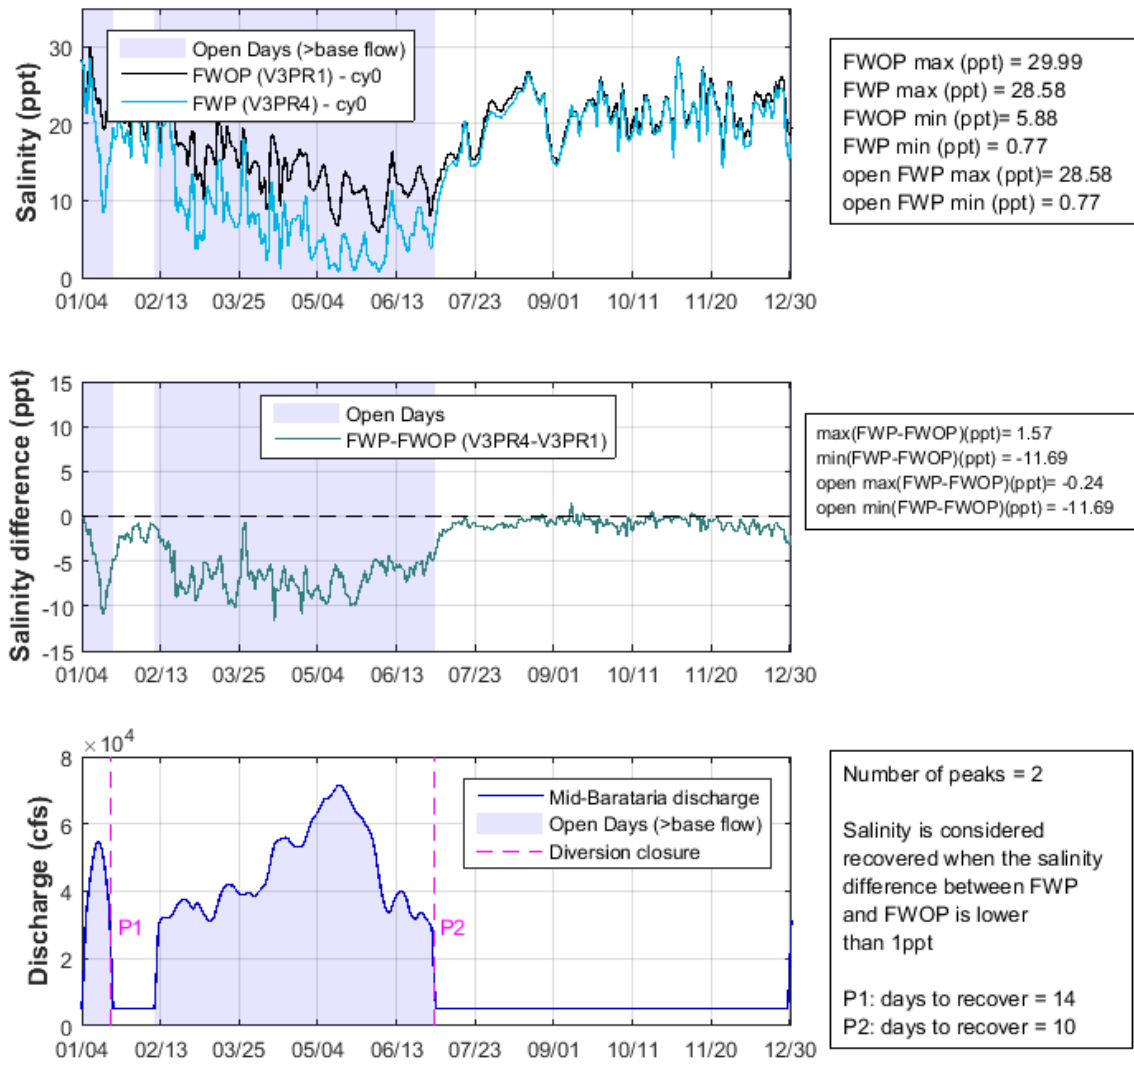 30
20
10
0
Salinity (ppt)
Open Days (>base flow)
FWOP (V3PR1) - cy0
FWP (V3PR4) - cy0
01/04 02/13 03/25 05/04 06/13 07/23 09/01 10/11 11/20 12/30
FWOP max (ppt) = 29.99
FWP max (ppt) = 28.58
FWOP min (ppt)= 5.88
FWP min (ppt) = 0.77
open FWP max (ppt)= 28.58
open FWP min (ppt) = 0.77
15
10
5
0
-5
-10
-15
Salinity difference (ppt)
Open Days
FWP-FWOP (V3PR4-V3PR1)
01/04 02/13 03/25 05/04 06/13 07/23 09/01 10/11 11/20 12/30
max(FWP-FWOP)(ppt)= 1.57
min(FWP-FWOP)(ppt) = -11.69
open max(FWP-FWOP)(ppt)= -0.24
open min(FWP-FWOP)(ppt) = -11.69
×10⁴
8
6
4
2
0
Discharge (cfs)
Mid-Barataria discharge
Open Days (>base flow)
Diversion closure
P1
P2
01/04 02/13 03/25 05/04 06/13 07/23 09/01 10/11 11/20 12/30
Number of peaks = 2
Salinity is considered
recovered when the salinity
difference between FWP
and FWOP is lower
than 1ppt
P1: days to recover = 14
P2: days to recover = 10